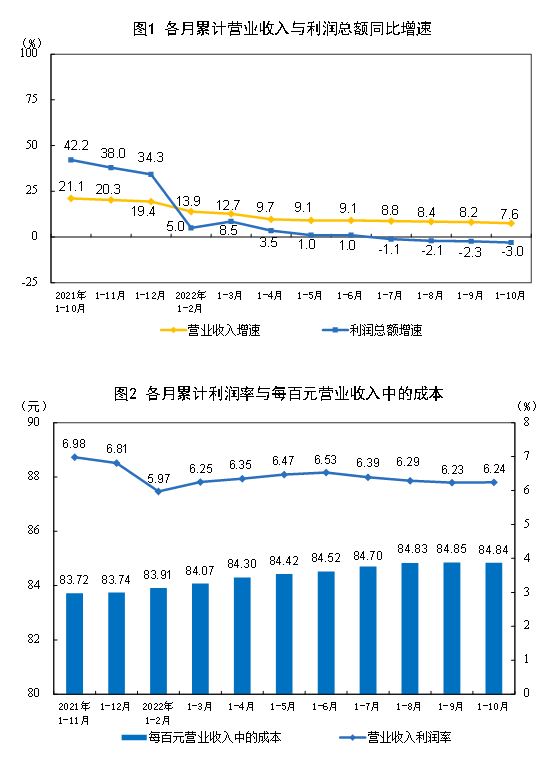 图1 各月累计营业收入与利润总额同比增速
(%)
100
75
50
25
0
-25
42.2 38.0 34.3 5.0 8.5 3.5 1.0 1.0 -1.1 -2.1 -2.3 -3.0
21.1 20.3 19.4 13.9 12.7 9.7 9.1 9.1 8.8 8.4 8.2 7.6
2021年 1-11月 1-12月 2022年 1-3月 1-4月 1-5月 1-6月 1-7月 1-8月 1-9月 1-10月
1-10月 1-2月
营业收入增速 利润总额增速
图2 各月累计利润率与每百元营业收入中的成本
(元) (%)
90 8
88 7
86 6
84 5
82 4
80 3
2
1
0
6.98 6.81 5.97 6.25 6.35 6.47 6.53 6.39 6.29 6.23 6.24
83.72 83.74 83.91 84.07 84.30 84.42 84.52 84.70 84.83 84.85 84.84
2021年 1-12月 2022年 1-3月 1-4月 1-5月 1-6月 1-7月 1-8月 1-9月 1-10月
1-11月 1-2月
每百元营业收入中的成本 营业收入利润率